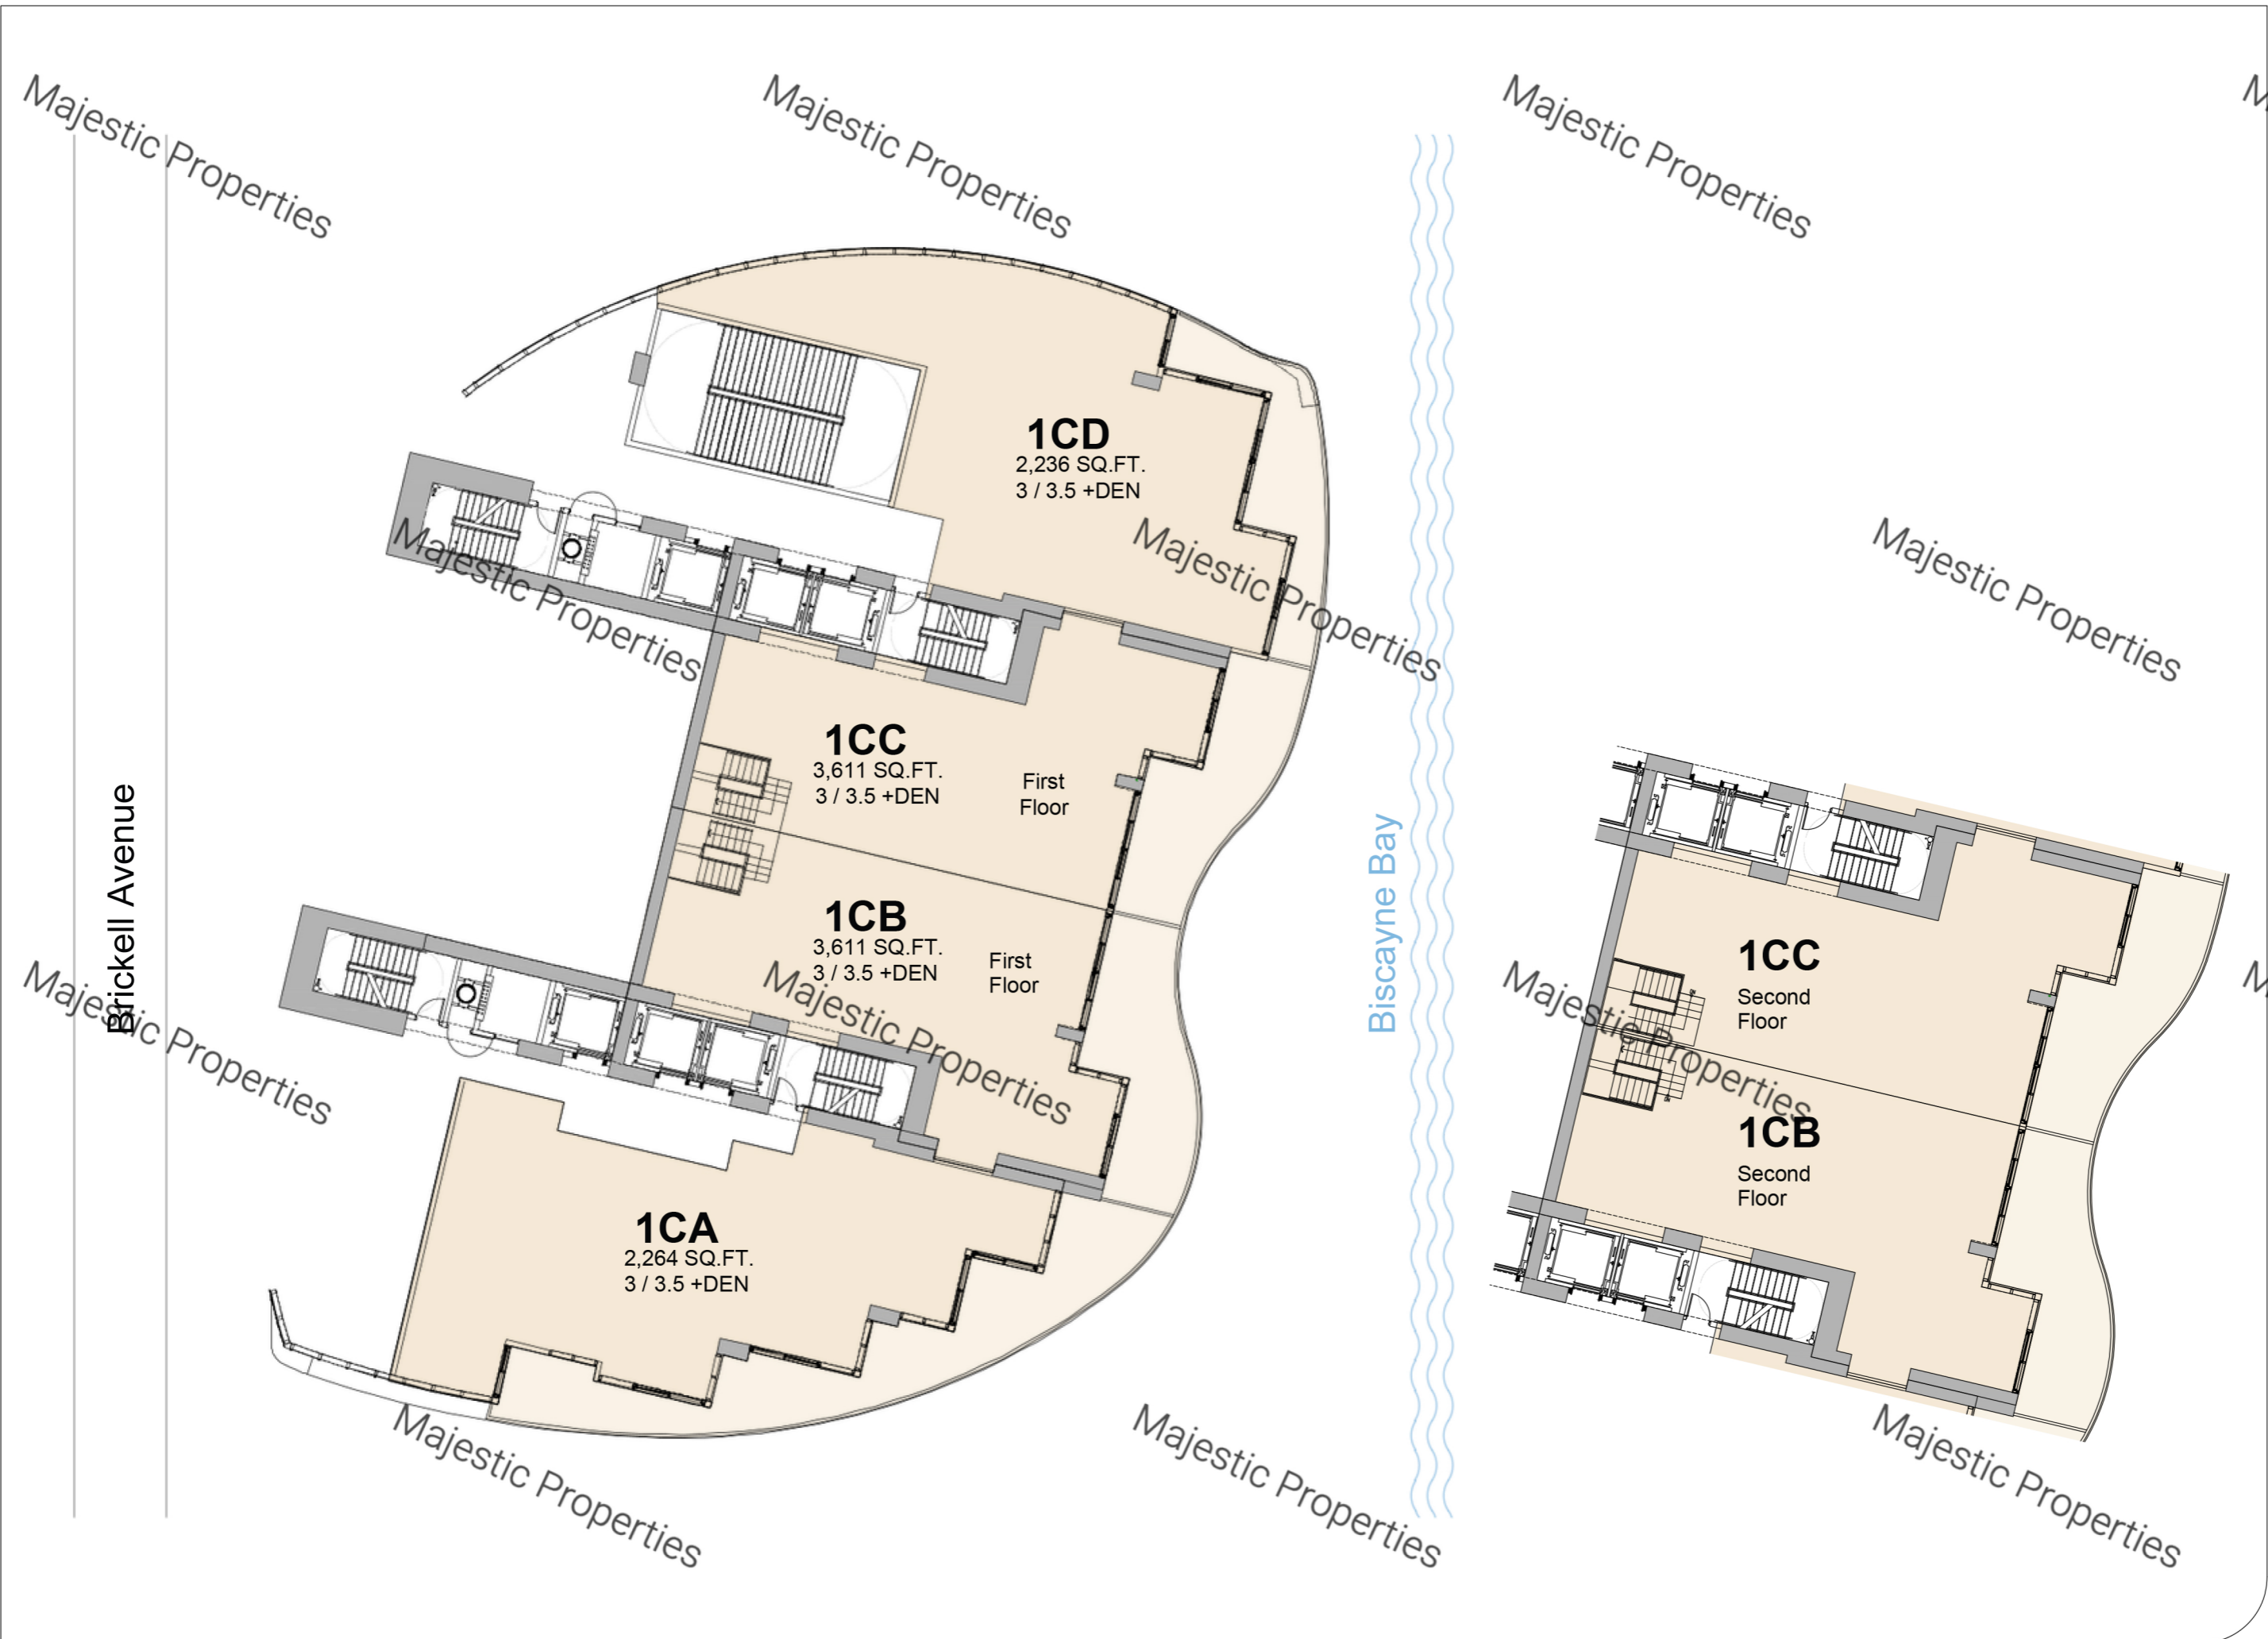 Majestic Properties
Majestic Properties
Majestic Properties
1CD
2,236 SQ.FT.
3 / 3.5 +DEN
Majestic Properties
Majestic Properties
Majestic Properties
1CC
3,611 SQ.FT.
3 / 3.5 +DEN
First
Floor
1CB
3,611 SQ.FT.
3 / 3.5 +DEN
First
Floor
Brickell Avenue
Biscayne Bay
1CC
Second
Floor
Majestic Properties
Majestic Properties
Majestic Properties
1CB
Second
Floor
1CA
2,264 SQ.FT.
3 / 3.5 +DEN
Majestic Properties
Majestic Properties
Majestic Properties